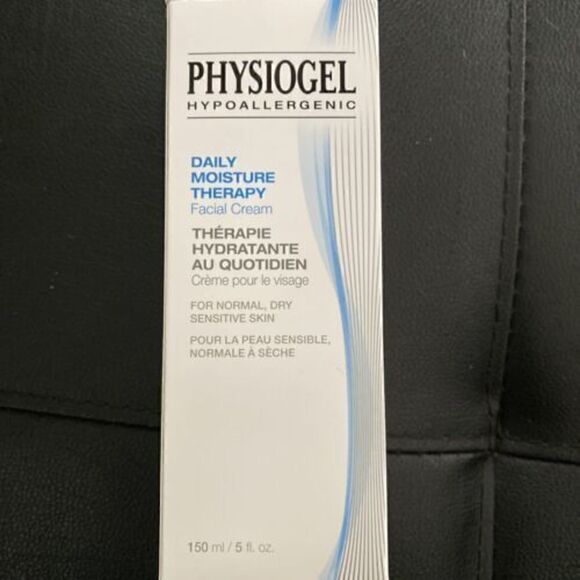 PHYSIOGEL
HYPOALLERGENIC
DAILY
MOISTURE
THERAPY
Facial Cream
THÉRAPIE
HYDRATANTE
AU QUOTIDIEN
Crème pour le visage
FOR NORMAL, DRY
SENSITIVE SKIN
POUR LA PEAU SENSIBLE,
NORMALE À SÈCHE
150 ml / 5 fl. oz.